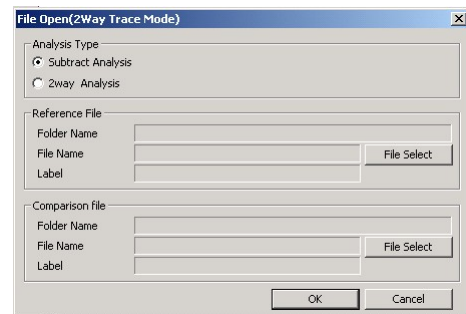 File Open(2Way Trace Mode)
Analysis Type
Subtract Analysis
2way Analysis
Reference File
Folder Name
File Name
File Select
Label
Comparison file
Folder Name
File Name
File Select
Label
OK
Cancel